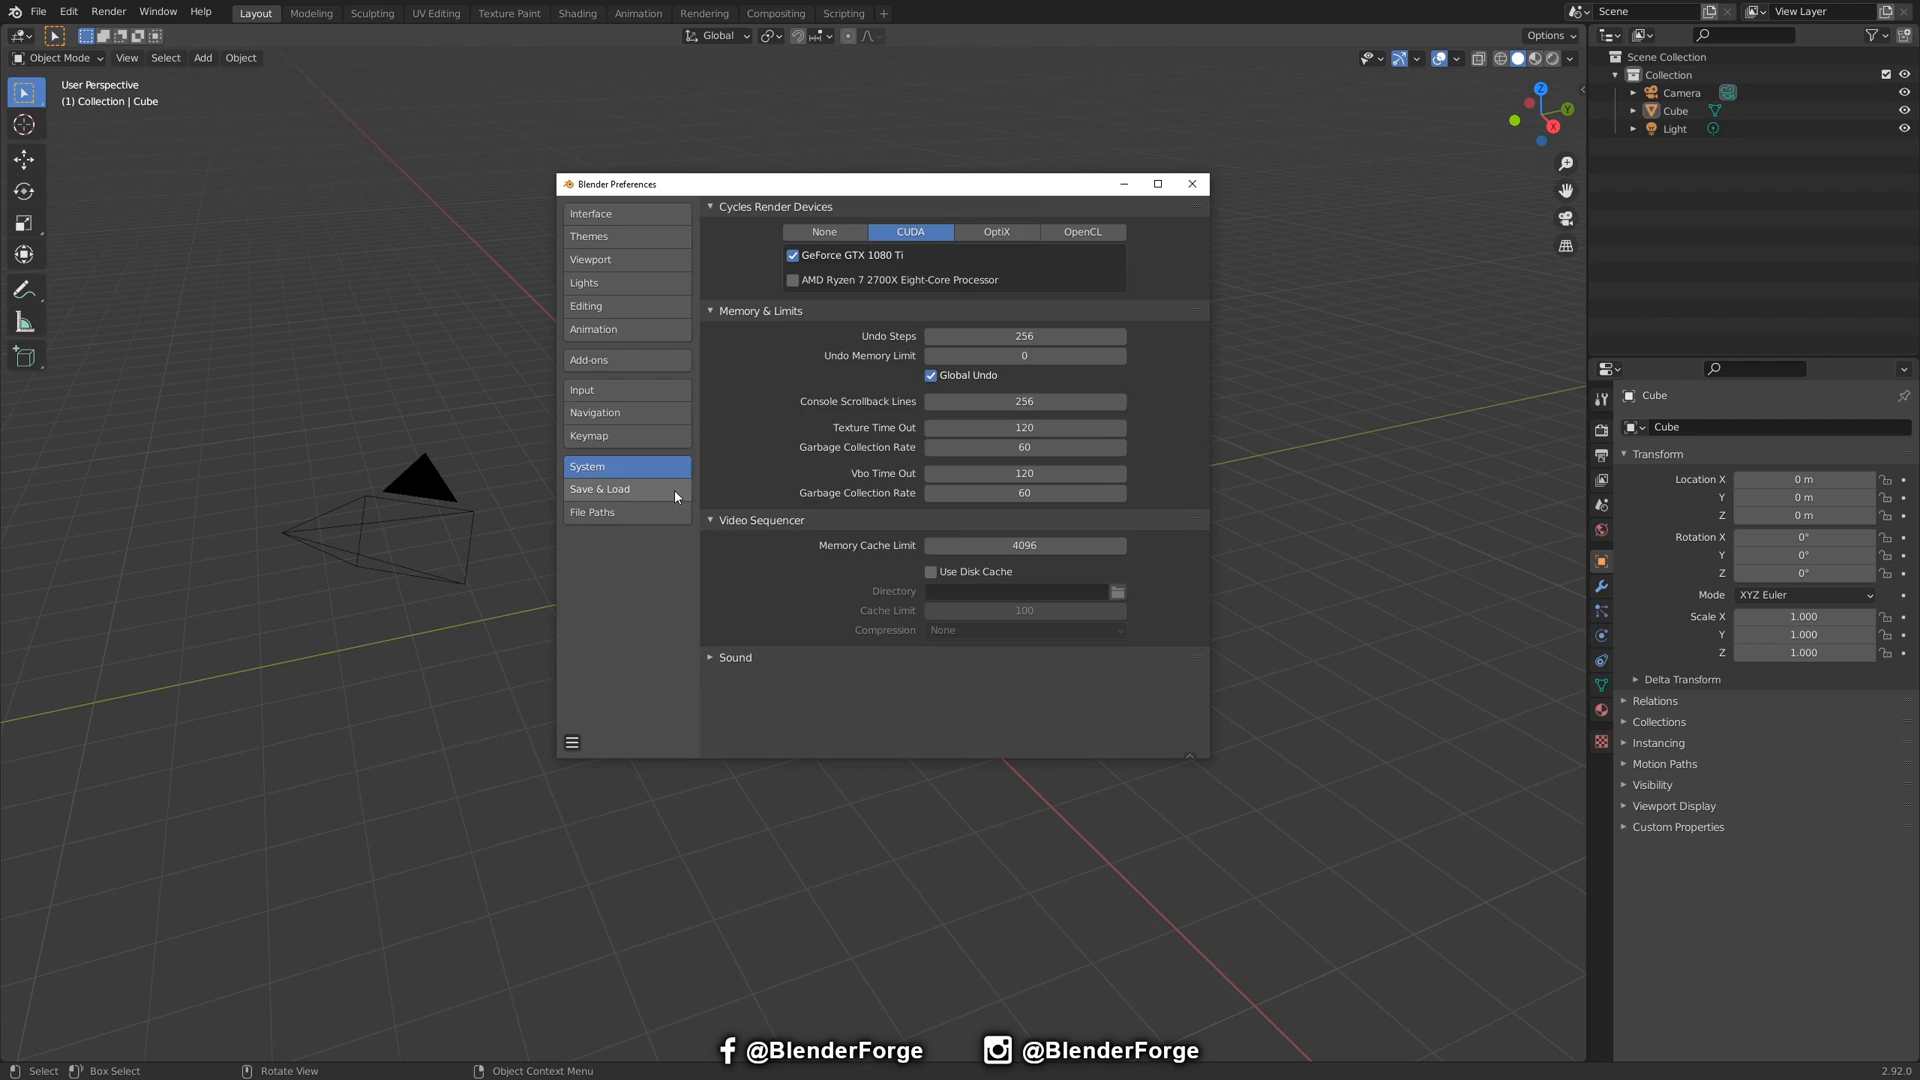 File Edit Render Window Help Layout Modeling Sculpting UV Editing Texture Paint Shading Animation Rendering Compositing Scripting + Scene View Layer
Global Options
Object Mode View Select Add Object
User Perspective
(1) Collection | Cube
Z
Y
X
Scene Collection
Collection
Camera
Cube
Light
Blender Preferences
Interface
Themes
Viewport
Lights
Editing
Animation
Add-ons
Input
Navigation
Keymap
System
Save & Load
File Paths
Cycles Render Devices
None CUDA OptiX OpenCL
GeForce GTX 1080 Ti
AMD Ryzen 7 2700X Eight-Core Processor
Memory & Limits
Undo Steps 256
Undo Memory Limit 0
Global Undo
Console Scrollback Lines 256
Texture Time Out 120
Garbage Collection Rate 60
Vbo Time Out 120
Garbage Collection Rate 60
Video Sequencer
Memory Cache Limit 4096
Use Disk Cache
Directory
Cache Limit 100
Compression None
Sound
Cube
Cube
Transform
Location X 0 m
Y 0 m
Z 0 m
Rotation X 0°
Y 0°
Z 0°
Mode XYZ Euler
Scale X 1.000
Y 1.000
Z 1.000
Delta Transform
Relations
Collections
Instancing
Motion Paths
Visibility
Viewport Display
Custom Properties
@BlenderForge @BlenderForge
Select Box Select Rotate View Object Context Menu 2.92.0